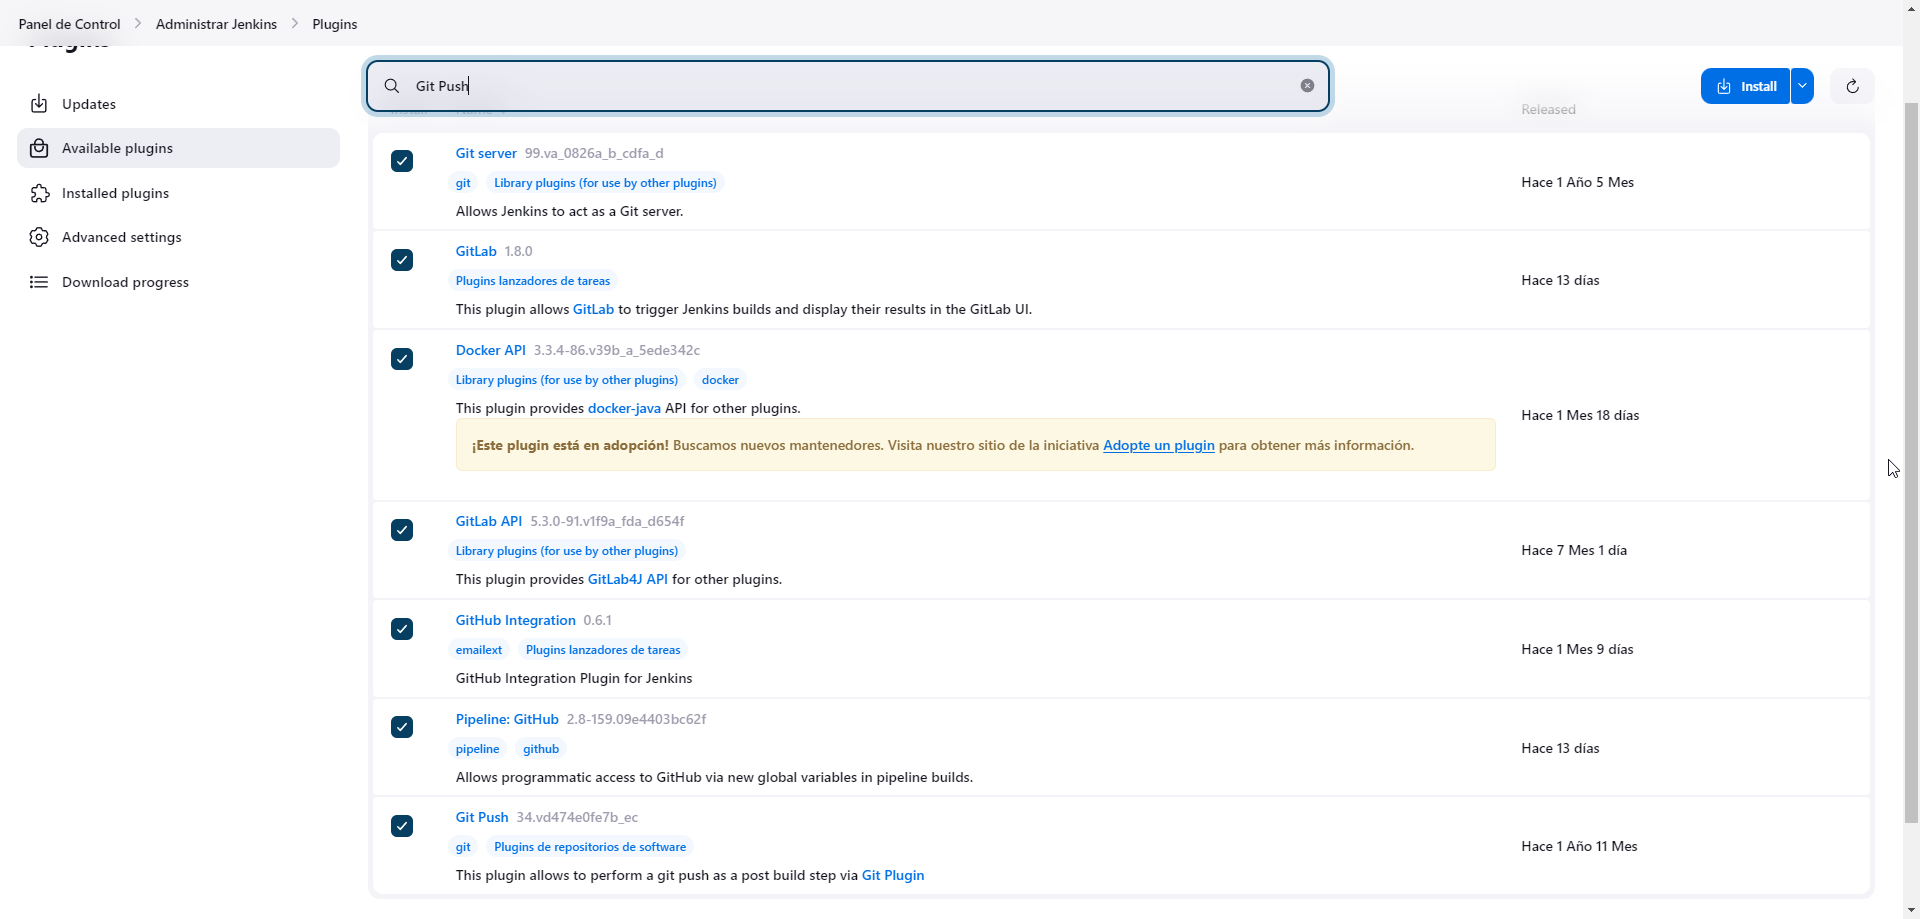 Panel de Control
Administrar Jenkins
Plugins
Plugins
Updates
Available plugins
Installed plugins
Advanced settings
Download progress
Git Push
Install
Released
Git server 99.va_0826a_b_cdfa_d
git Library plugins (for use by other plugins)
Allows Jenkins to act as a Git server.
Hace 1 Año 5 Mes
GitLab 1.8.0
Plugins lanzadores de tareas
This plugin allows GitLab to trigger Jenkins builds and display their results in the GitLab UI.
Hace 13 días
Docker API 3.3.4-86.v39b_a_5ede342c
Library plugins (for use by other plugins) docker
This plugin provides docker-java API for other plugins.
¡Este plugin está en adopción! Buscamos nuevos mantenedores. Visita nuestro sitio de la iniciativa Adopte un plugin para obtener más información.
Hace 1 Mes 18 días
GitLab API 5.3.0-91.v1f9a_fda_d654f
Library plugins (for use by other plugins)
This plugin provides GitLab4J API for other plugins.
Hace 7 Mes 1 día
GitHub Integration 0.6.1
emailext Plugins lanzadores de tareas
GitHub Integration Plugin for Jenkins
Hace 1 Mes 9 días
Pipeline: GitHub 2.8-159.09e4403bc62f
pipeline github
Allows programmatic access to GitHub via new global variables in pipeline builds.
Hace 13 días
Git Push 34.vd474e0fe7b_ec
git Plugins de repositorios de software
This plugin allows to perform a git push as a post build step via Git Plugin
Hace 1 Año 11 Mes